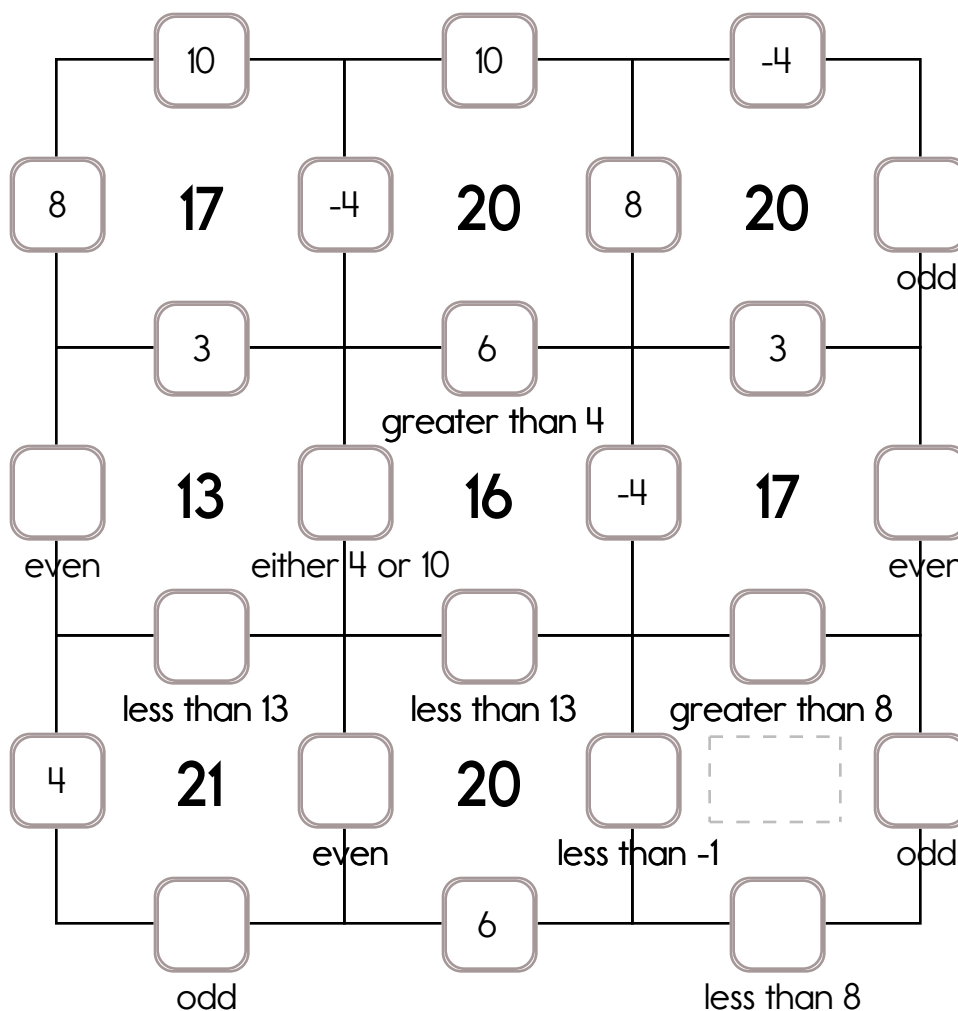 10 10 -4
8 17 -4 20 8 20
odd
3 6 3
greater than 4
13 16 -4 17
even either 4 or 10 even
less than 13 less than 13 greater than 8
4 21 20
even less than -1 odd
6
odd less than 8